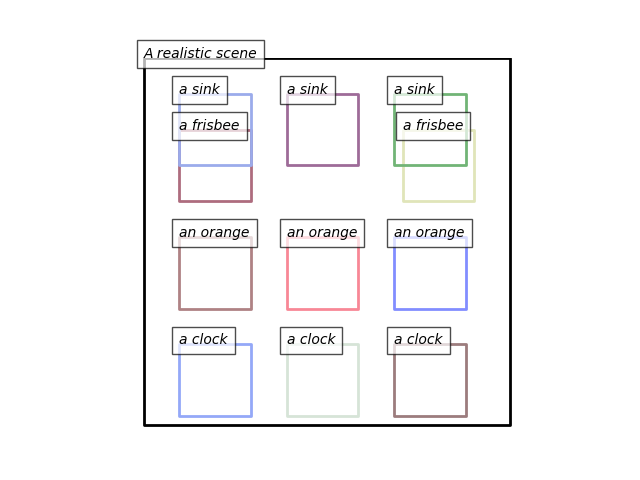 A realistic scene
a sink
a sink
a sink
a frisbee
a frisbee
an orange
an orange
an orange
a clock
a clock
a clock